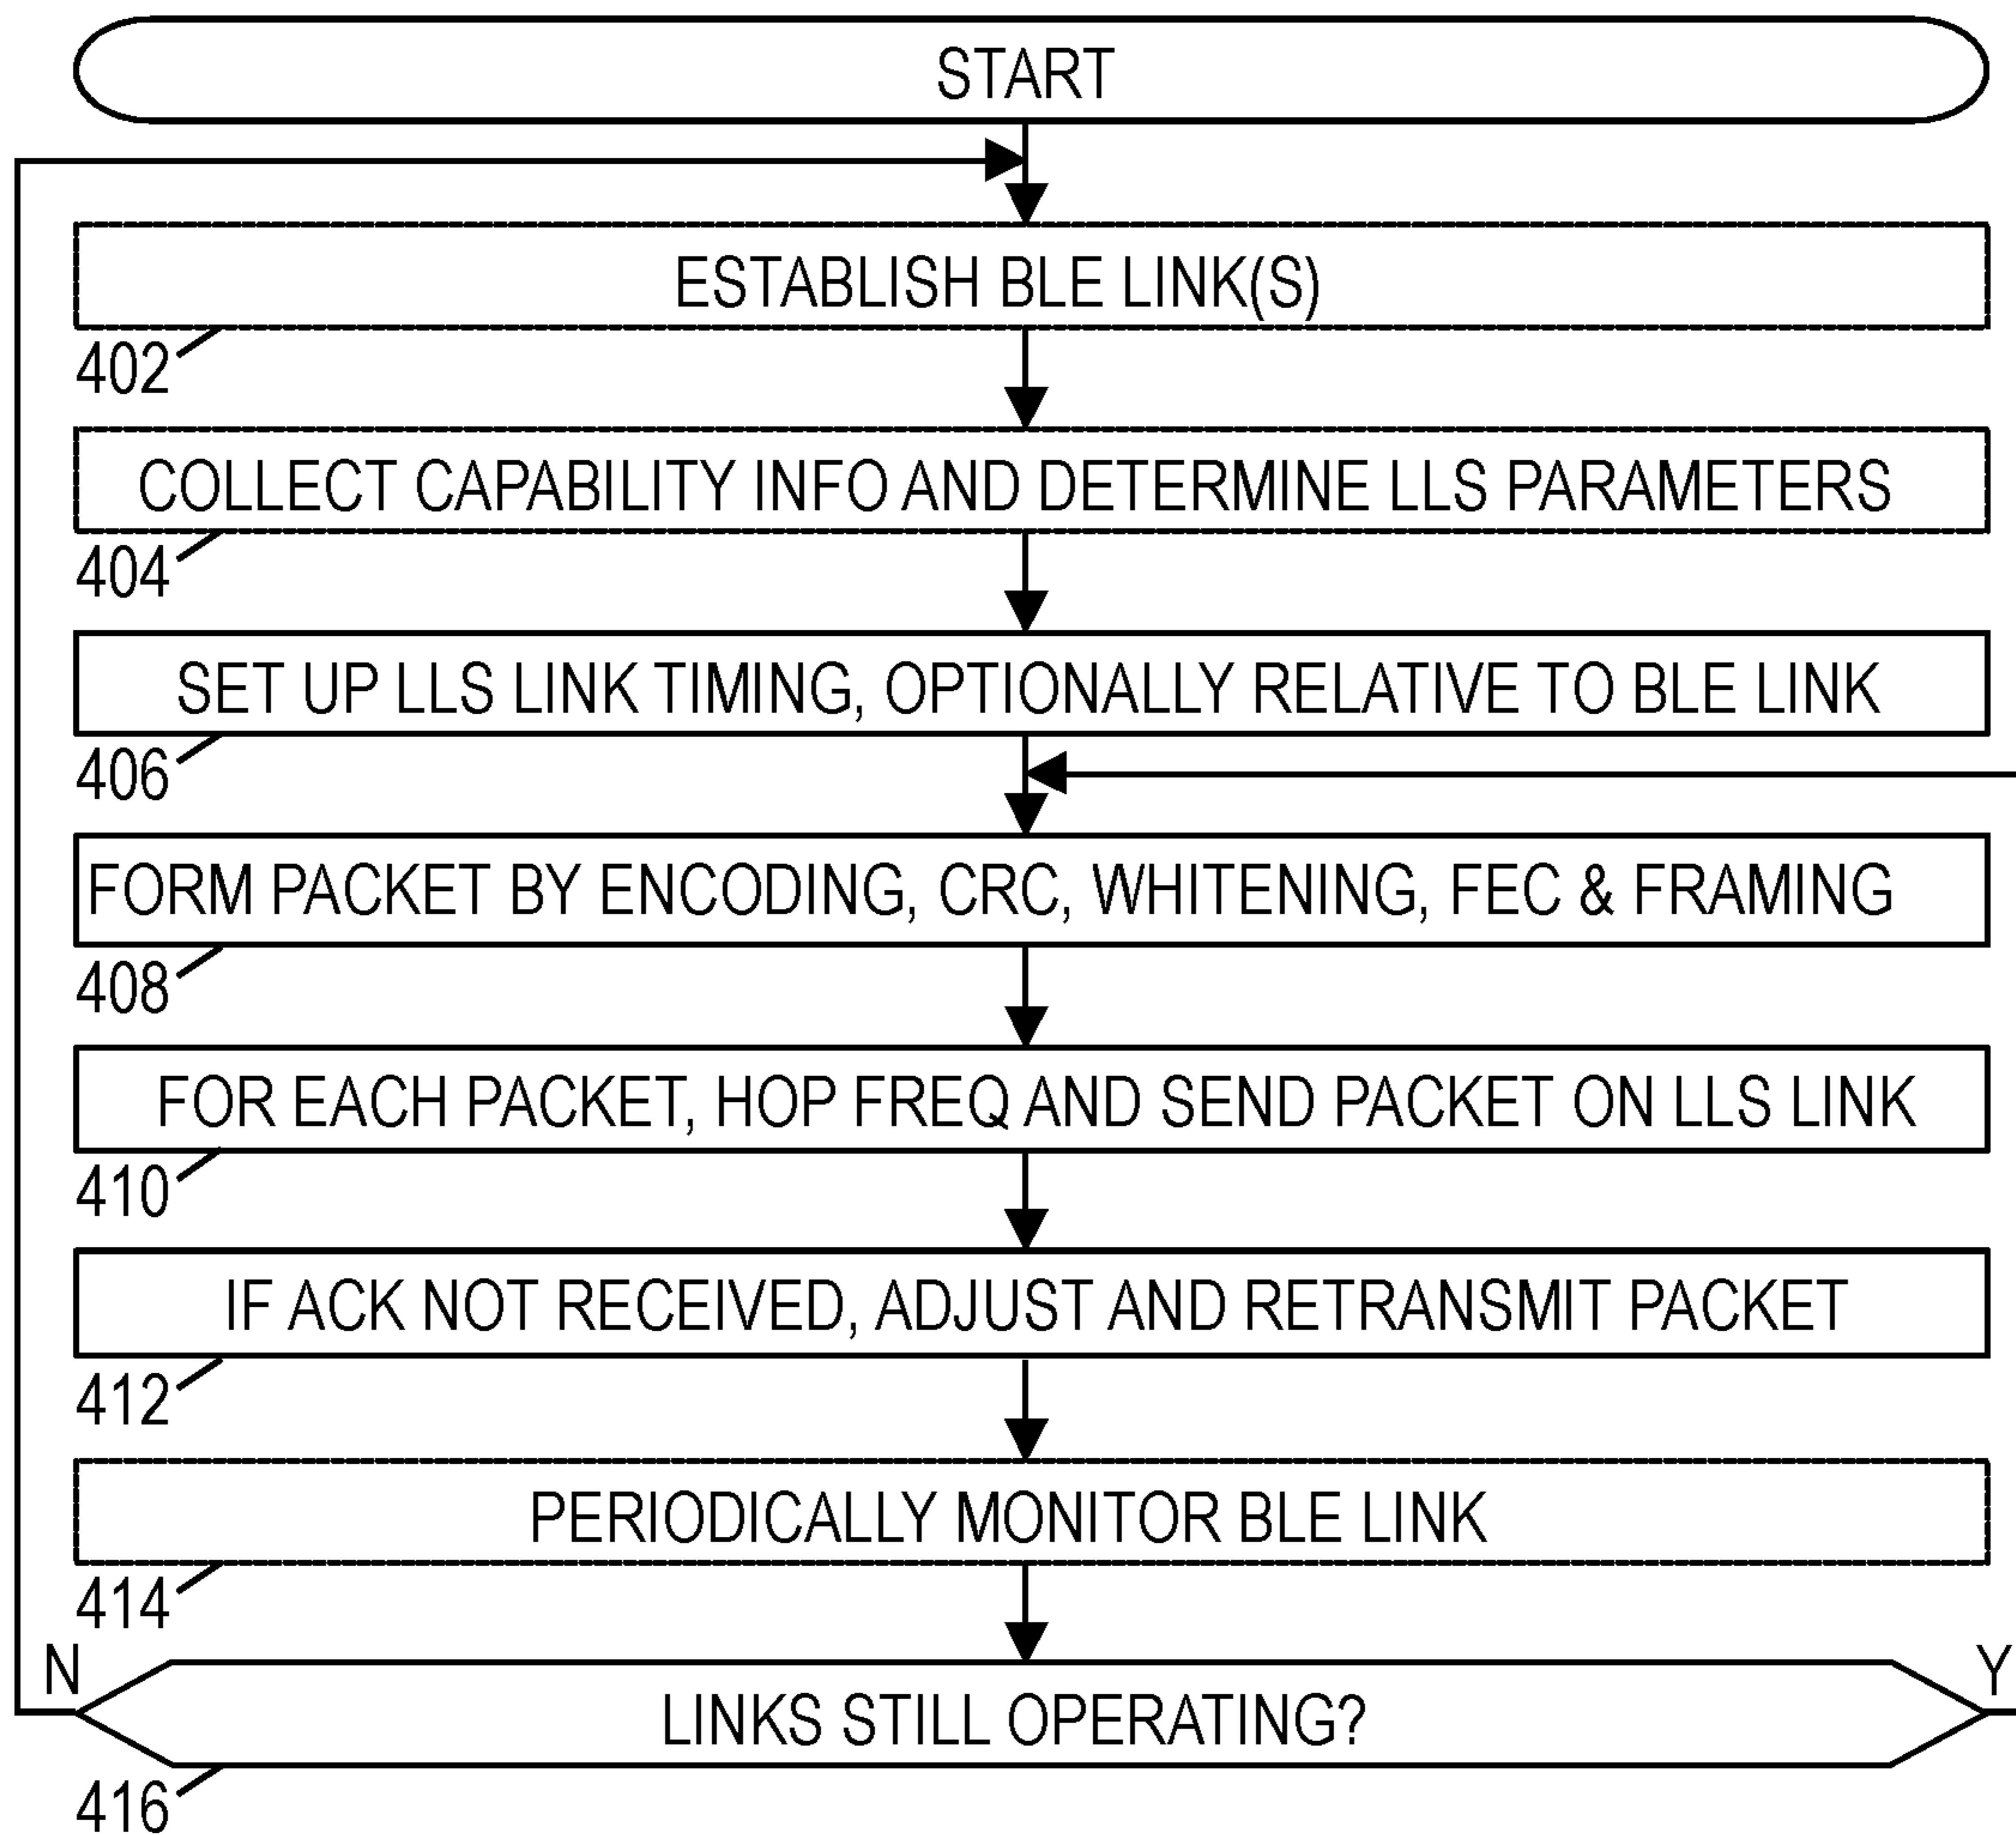 START
ESTABLISH BLE LINK(S)
402
COLLECT CAPABILITY INFO AND DETERMINE LLS PARAMETERS
404
SET UP LLS LINK TIMING, OPTIONALLY RELATIVE TO BLE LINK
406
FORM PACKET BY ENCODING, CRC, WHITENING, FEC & FRAMING
408
FOR EACH PACKET, HOP FREQ AND SEND PACKET ON LLS LINK
410
IF ACK NOT RECEIVED, ADJUST AND RETRANSMIT PACKET
412
PERIODICALLY MONITOR BLE LINK
414
N
Y
LINKS STILL OPERATING?
416